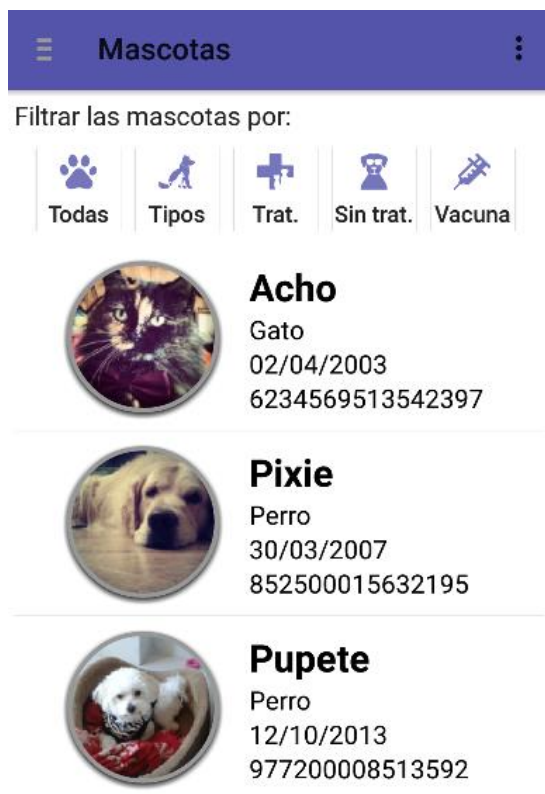 Mascotas
Filtrar las mascotas por:
Todas Tipos Trat. Sin trat. Vacuna
Acho
Gato
02/04/2003
6234569513542397
Pixie
Perro
30/03/2007
852500015632195
Pupete
Perro
12/10/2013
977200008513592